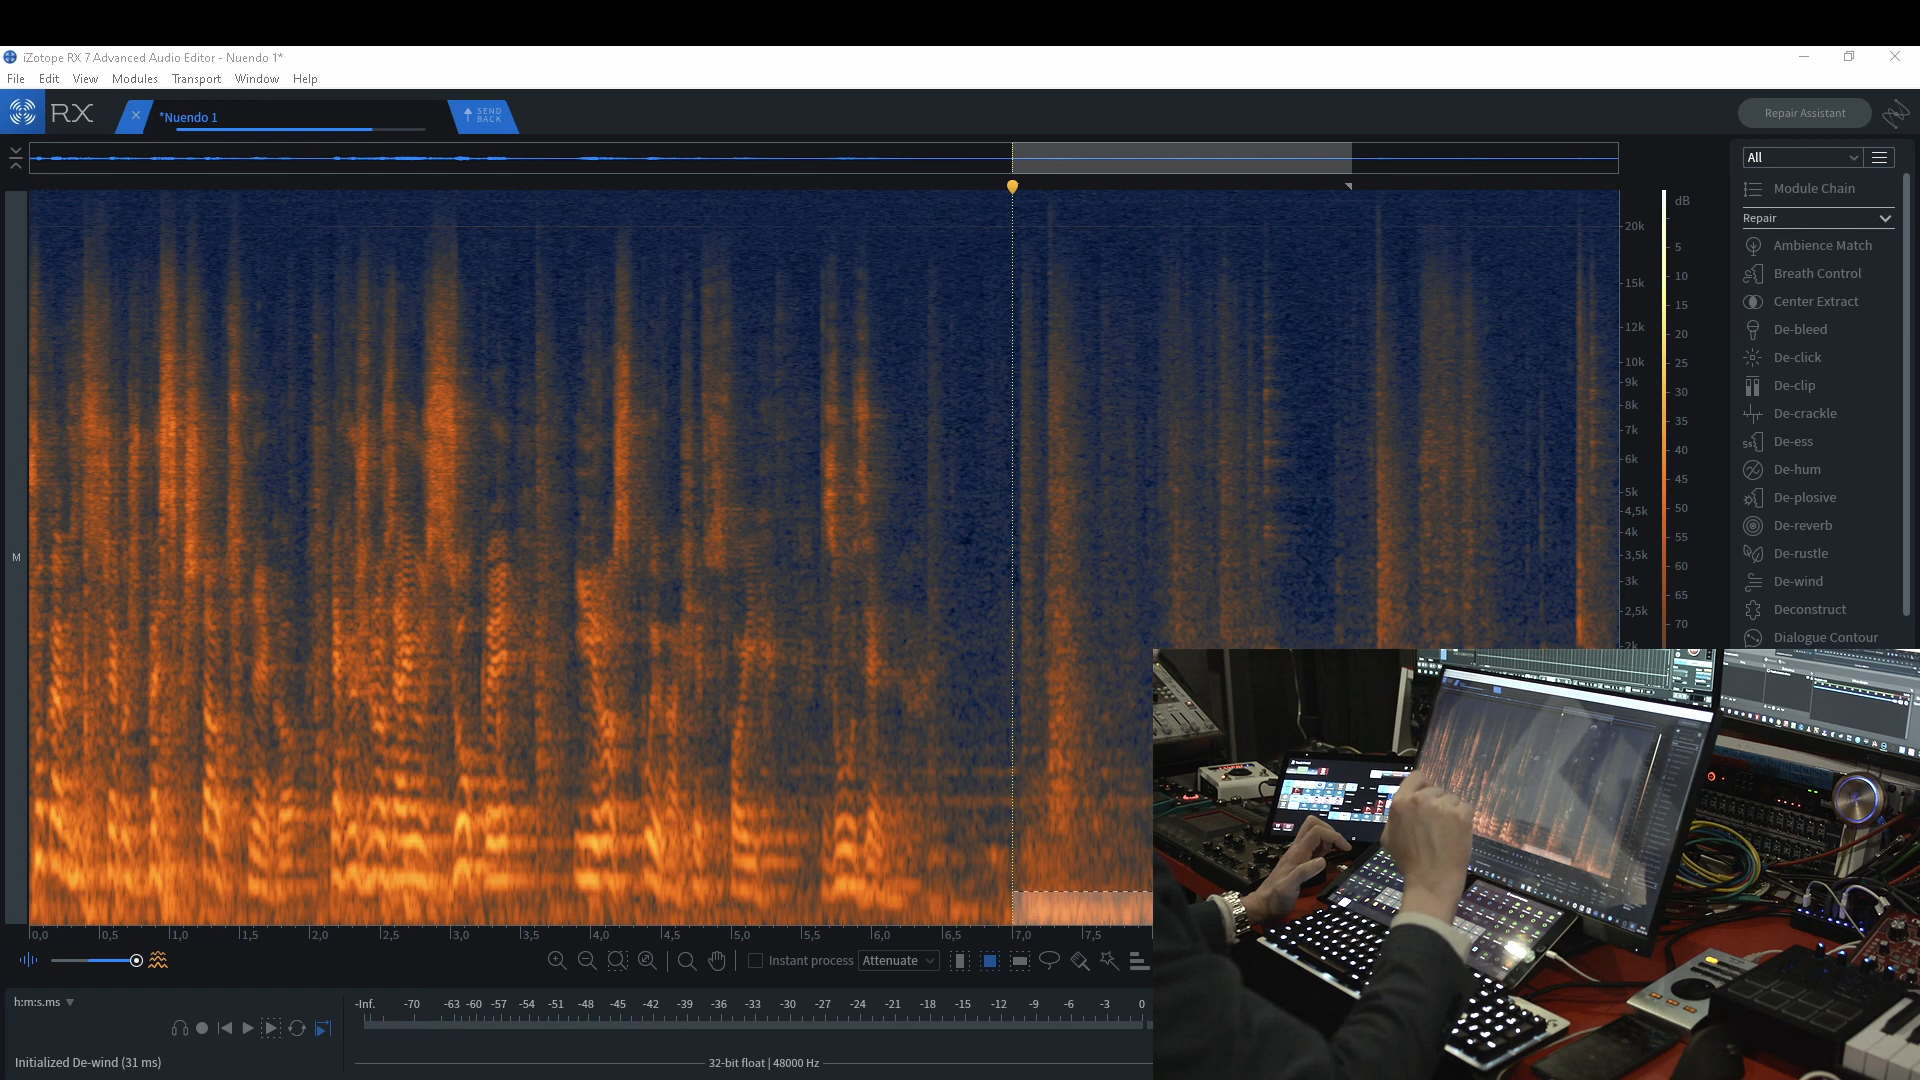 iZotope RX 7 Advanced Audio Editor - Nuendo 1*
File Edit View Modules Transport Window Help
RX
*Nuendo 1
SEND
BACK
Repair Assistant
All
Module Chain
Repair
Ambience Match
Breath Control
Center Extract
De-bleed
De-click
De-clip
De-crackle
De-ess
De-hum
De-plosive
De-reverb
De-rustle
De-wind
Deconstruct
Dialogue Contour
dB
5
10
15
20
25
30
35
40
45
50
55
60
65
70
20k
15k
12k
10k
9k
8k
7k
6k
5k
4,5k
4k
3,5k
3k
2,5k
2k
M
0,0 0,5 1,0 1,5 2,0 2,5 3,0 3,5 4,0 4,5 5,0 5,5 6,0 6,5 7,0 7,5
Instant process Attenuate
h:m:s.ms
-Inf. -70 -63 -60 -57 -54 -51 -48 -45 -42 -39 -36 -33 -30 -27 -24 -21 -18 -15 -12 -9 -6 -3 0
Initialized De-wind (31 ms)
32-bit float | 48000 Hz